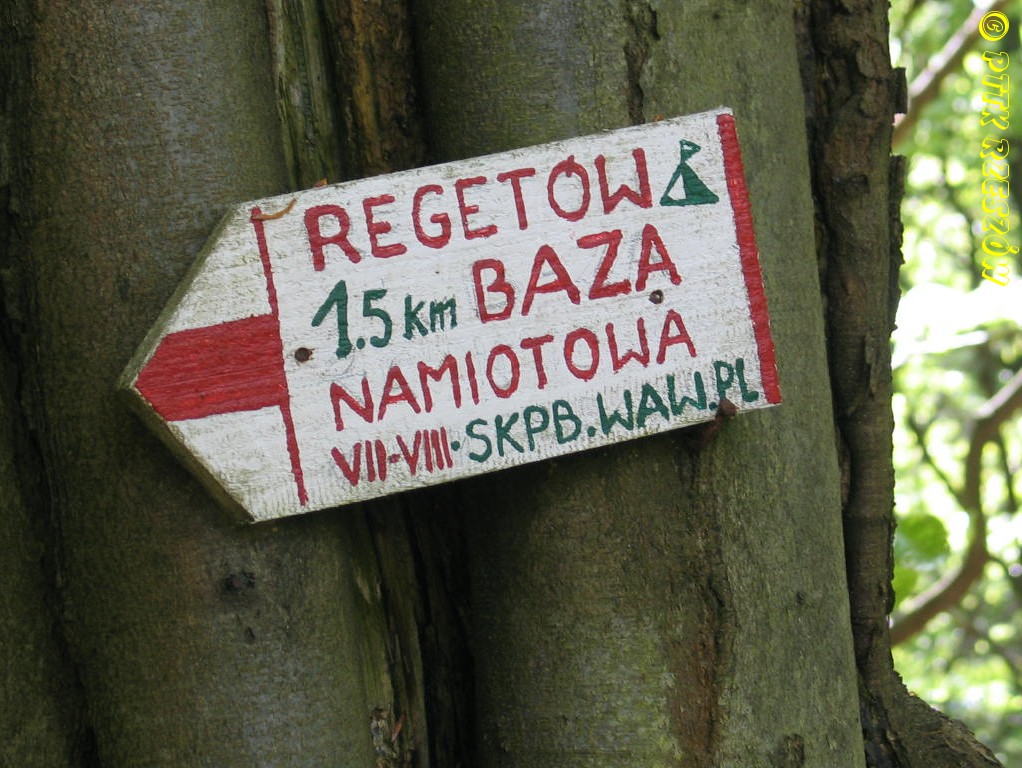 REGETÓW
1.5 km BAZA
NAMIOTOWA
VII-VIII · SKPB.WAW.PL
© PTTK RZESZÓW